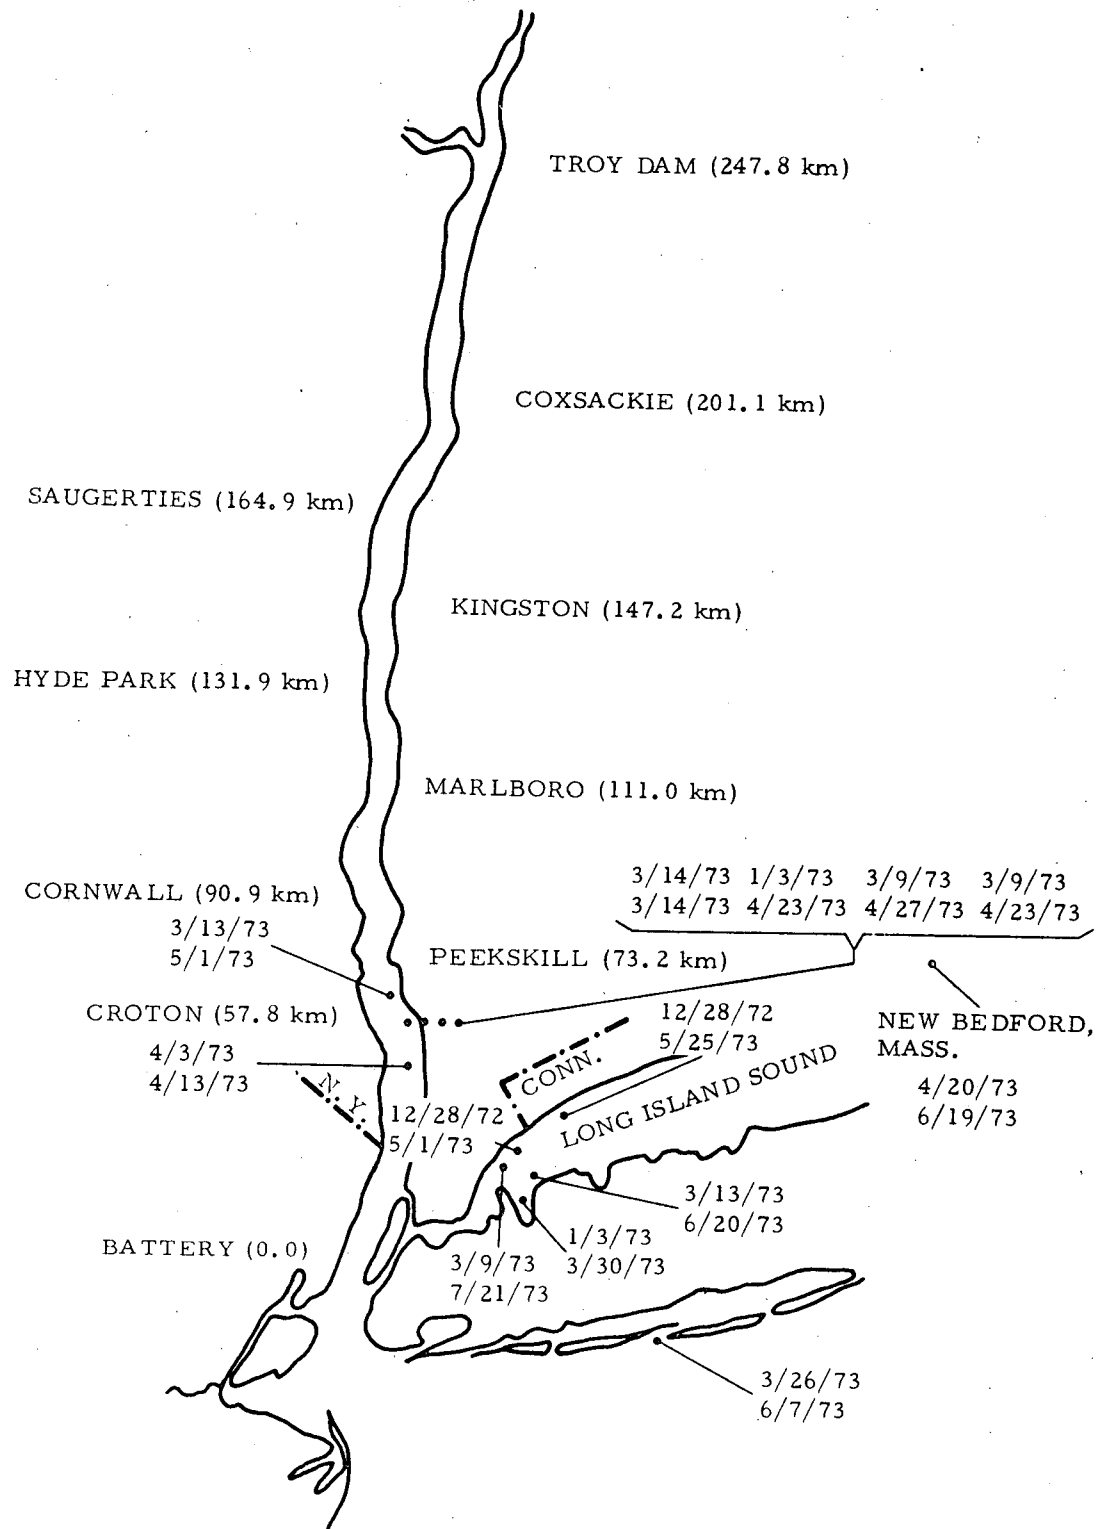 TROY DAM (247.8 km)
COXSACKIE (201.1 km)
SAUGERTIES (164.9 km)
KINGSTON (147.2 km)
HYDE PARK (131.9 km)
MARLBORO (111.0 km)
3/14/73 1/3/73 3/9/73 3/9/73
3/14/73 4/23/73 4/27/73 4/23/73
CORNWALL (90.9 km)
3/13/73
5/1/73
PEEKSKILL (73.2 km)
CROTON (57.8 km)
4/3/73
4/13/73
12/28/72
5/25/73
NEW BEDFORD,
MASS.
4/20/73
6/19/73
N.Y.
CONN.
LONG ISLAND SOUND
12/28/72
5/1/73
3/13/73
6/20/73
1/3/73
3/30/73
BATTERY (0.0)
3/9/73
7/21/73
3/26/73
6/7/73